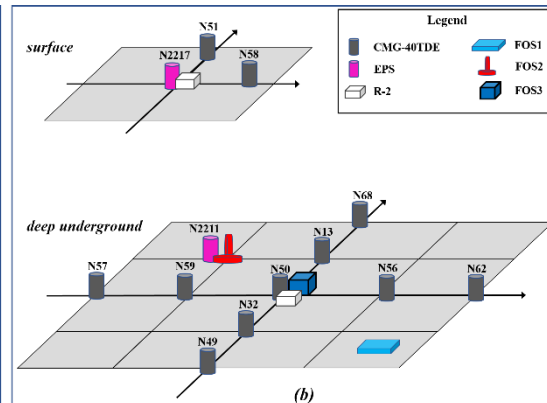 surface
N51
N2217
N58
Legend
CMG-40TDE
EPS
R-2
FOS1
FOS2
FOS3
deep underground
N68
N2211
N13
N57
N59
N50
N56
N62
N32
N49
(b)